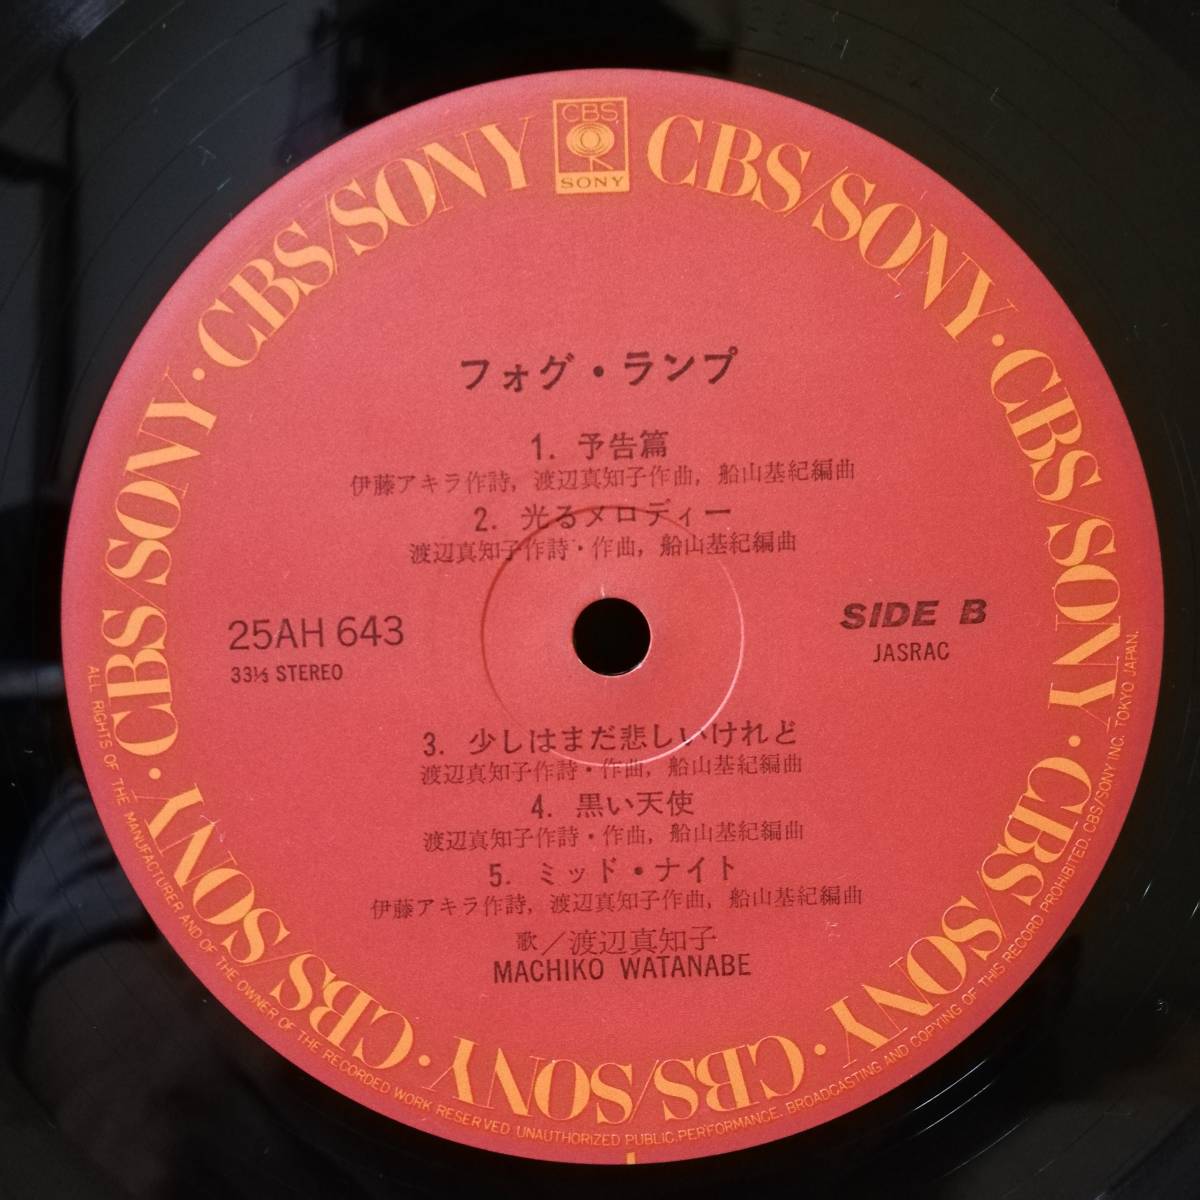 CBS
SONY
CBS/SONY · CBS/SONY · CBS/SONY · CBS/SONY · CBS/SONY · CBS/SONY · CBS/SONY · CBS/SONY
フォグ・ランプ
1. 予告篇
伊藤アキラ作詩, 渡辺真知子作曲, 船山基紀編曲
2. 光るメロディー
渡辺真知子作詩・作曲, 船山基紀編曲
25AH 643
33⅓ STEREO
SIDE B
JASRAC
3. 少しはまだ悲しいけれど
渡辺真知子作詩・作曲, 船山基紀編曲
4. 黒い天使
渡辺真知子作詩・作曲, 船山基紀編曲
5. ミッド・ナイト
伊藤アキラ作詩, 渡辺真知子作曲, 船山基紀編曲
歌／渡辺真知子
MACHIKO WATANABE
ALL RIGHTS OF THE MANUFACTURER AND OF THE OWNER OF THE RECORDED WORK RESERVED. UNAUTHORIZED PUBLIC PERFORMANCE, BROADCASTING AND COPYING OF THIS RECORD PROHIBITED. CBS/SONY INC. TOKYO JAPAN.